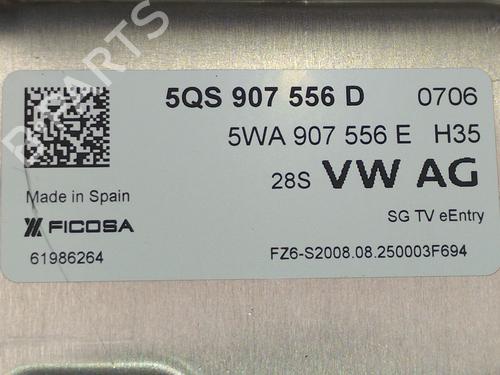 5QS 907 556 D 0706
5WA 907 556 E H35
28S VW AG
Made in Spain
SG TV eEntry
FICOSA
61986264
FZ6-S2008.08.250003F694